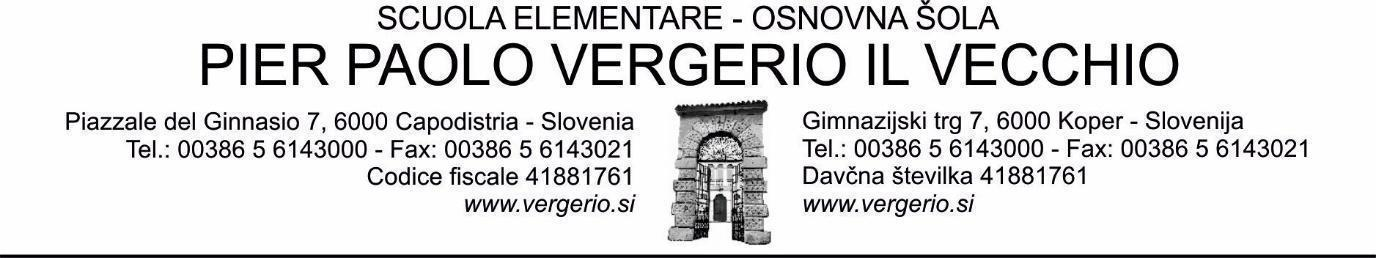 SCUOLA ELEMENTARE - OSNOVNA ŠOLA
PIER PAOLO VERGERIO IL VECCHIO
Piazzale del Ginnasio 7, 6000 Capodistria - Slovenia
Tel.: 00386 5 6143000 - Fax: 00386 5 6143021
Codice fiscale 41881761
www.vergerio.si
Gimnazijski trg 7, 6000 Koper - Slovenija
Tel.: 00386 5 6143000 - Fax: 00386 5 6143021
Davčna številka 41881761
www.vergerio.si